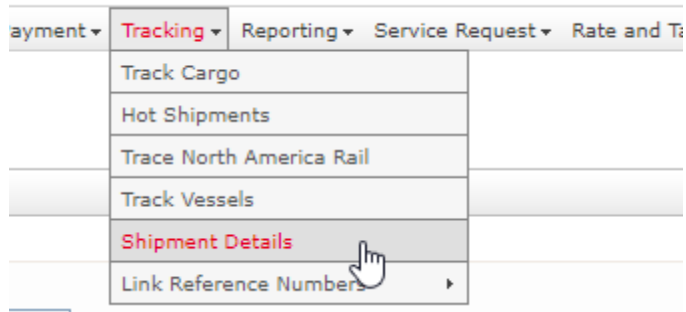 ayment Tracking Reporting Service Request Rate and Ta
Track Cargo
Hot Shipments
Trace North America Rail
Track Vessels
Shipment Details
Link Reference Numbers